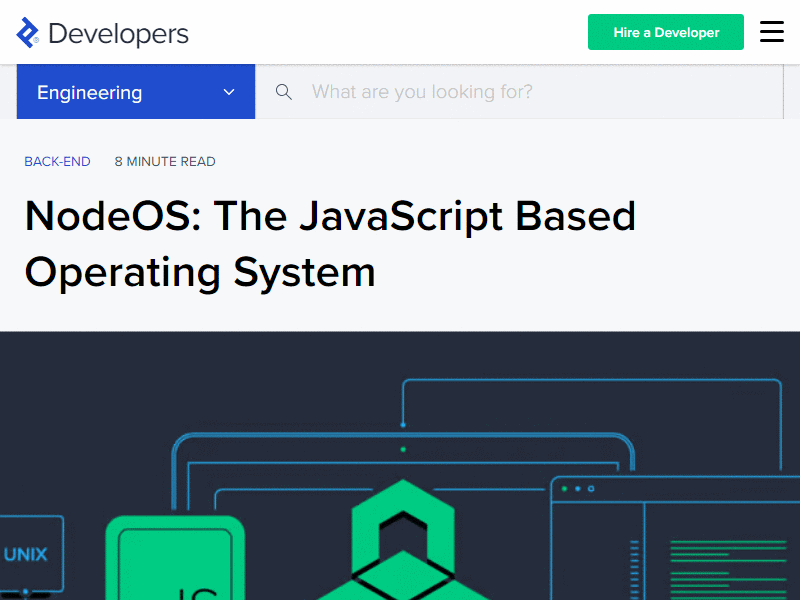 Developers
Hire a Developer
Engineering
What are you looking for?
BACK-END 8 MINUTE READ
NodeOS: The JavaScript Based
Operating System
UNIX
JS